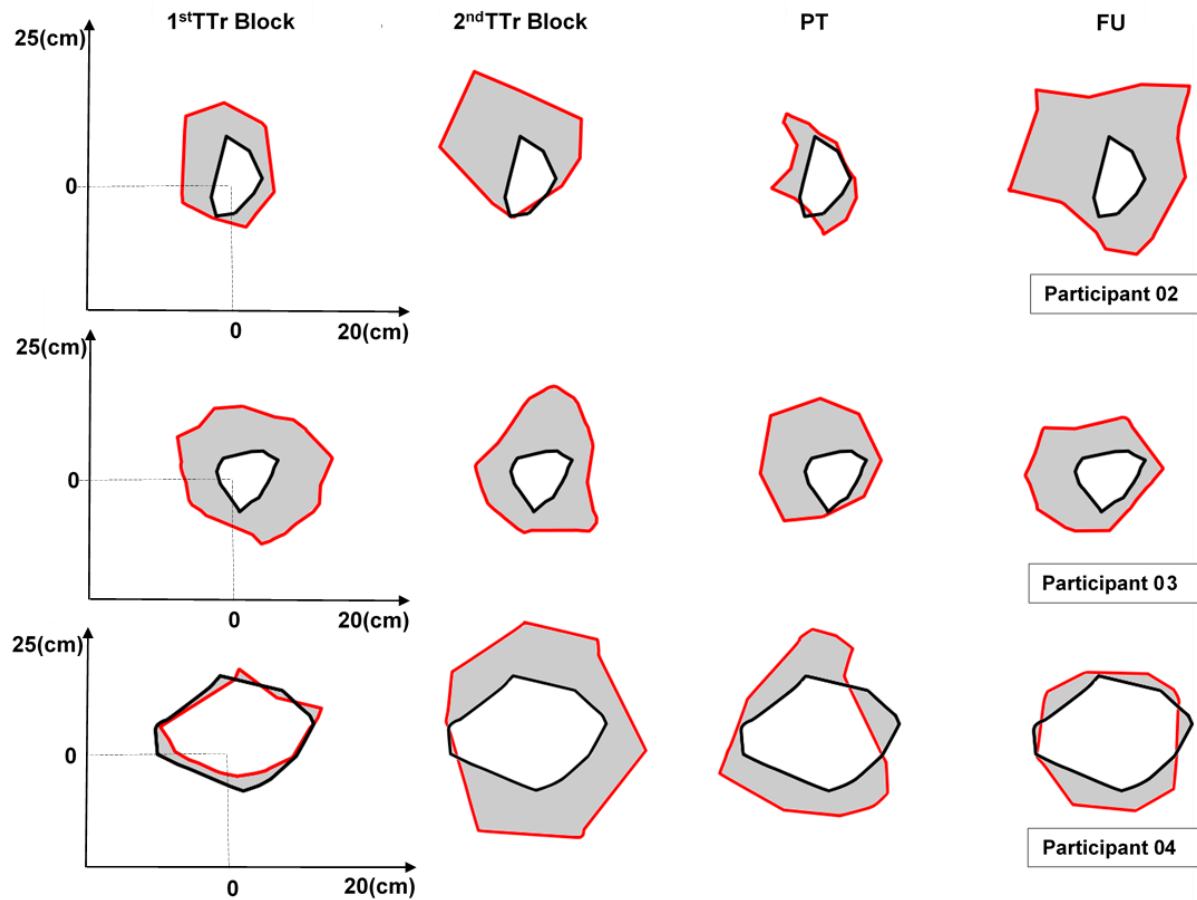 1stTTr Block 2ndTTr Block PT FU
25(cm)
0
0 20(cm)
Participant 02
25(cm)
0
0 20(cm)
Participant 03
25(cm)
0
0 20(cm)
Participant 04